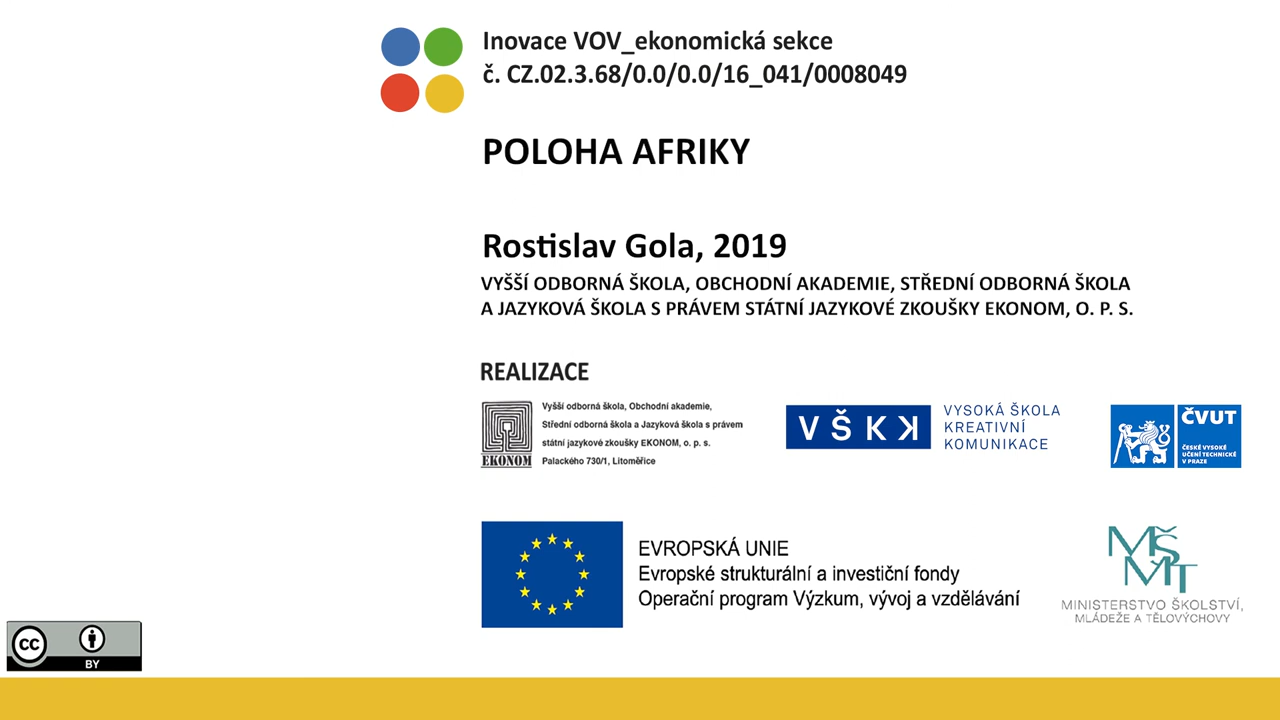 Inovace VOV_ekonomická sekce
č. CZ.02.3.68/0.0/0.0/16_041/0008049
POLOHA AFRIKY
Rostislav Gola, 2019
VYŠŠÍ ODBORNÁ ŠKOLA, OBCHODNÍ AKADEMIE, STŘEDNÍ ODBORNÁ ŠKOLA
A JAZYKOVÁ ŠKOLA S PRÁVEM STÁTNÍ JAZYKOVÉ ZKOUŠKY EKONOM, O. P. S.
REALIZACE
EKONOM
Vyšší odborná škola, Obchodní akademie,
Střední odborná škola a Jazyková škola s právem
státní jazykové zkoušky EKONOM, o. p. s.
Palackého 730/1, Litoměřice
VŠKK
VYSOKÁ ŠKOLA
KREATIVNÍ
KOMUNIKACE
ČVUT
ČESKÉ VYSOKÉ
UČENÍ TECHNICKÉ
V PRAZE
EVROPSKÁ UNIE
Evropské strukturální a investiční fondy
Operační program Výzkum, vývoj a vzdělávání
MŠMT
MINISTERSTVO ŠKOLSTVÍ,
MLÁDEŽE A TĚLOVÝCHOVY
cc
BY